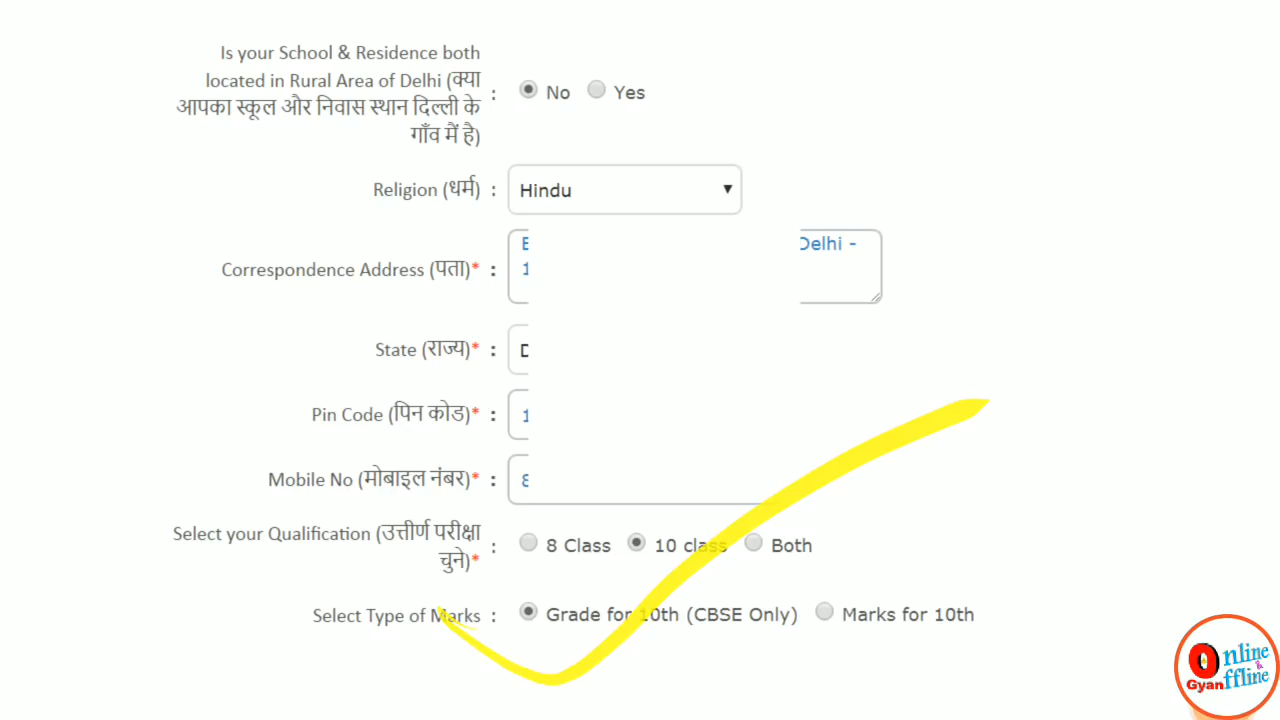 Is your School & Residence both
located in Rural Area of Delhi (क्या
आपका स्कूल और निवास स्थान दिल्ली के
गाँव मैं है) : No Yes
Religion (धर्म) : Hindu
Correspondence Address (पता)* : Delhi -
State (राज्य)* :
Pin Code (पिन कोड)* : 1
Mobile No (मोबाइल नंबर)* : 8
Select your Qualification (उत्तीर्ण परीक्षा
चुने)* : 8 Class 10 class Both
Select Type of Marks : Grade for 10th (CBSE Only) Marks for 10th
Online
& ffline
Gyan